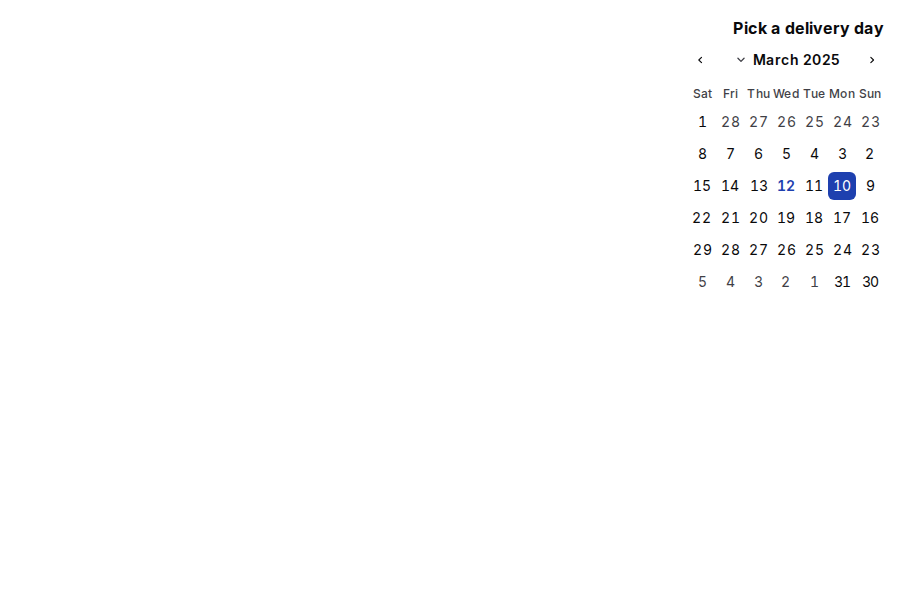 Pick a delivery day
March 2025
Sun Mon Tue Wed Thu Fri Sat
23 24 25 26 27 28 1
2 3 4 5 6 7 8
9 10 11 12 13 14 15
16 17 18 19 20 21 22
23 24 25 26 27 28 29
30 31 1 2 3 4 5